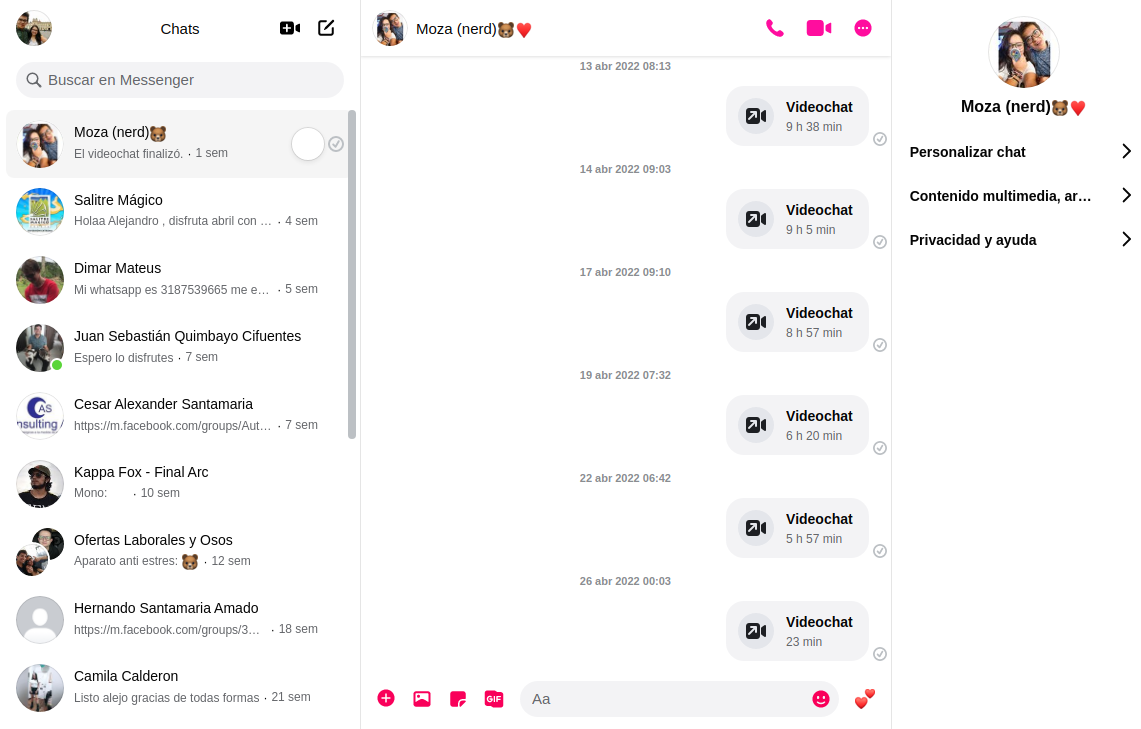 Chats
Buscar en Messenger
Moza (nerd)🐻
El videochat finalizó. · 1 sem
Salitre Mágico
Holaa Alejandro , disfruta abril con … · 4 sem
Dimar Mateus
Mi whatsapp es 3187539665 me e… · 5 sem
Juan Sebastián Quimbayo Cifuentes
Espero lo disfrutes · 7 sem
Cesar Alexander Santamaria
https://m.facebook.com/groups/Aut… · 7 sem
Kappa Fox - Final Arc
Mono: · 10 sem
Ofertas Laborales y Osos
Aparato anti estres: 🐻 · 12 sem
Hernando Santamaria Amado
https://m.facebook.com/groups/3… · 18 sem
Camila Calderon
Listo alejo gracias de todas formas · 21 sem
Moza (nerd)🐻❤️
13 abr 2022 08:13
Videochat
9 h 38 min
14 abr 2022 09:03
Videochat
9 h 5 min
17 abr 2022 09:10
Videochat
8 h 57 min
19 abr 2022 07:32
Videochat
6 h 20 min
22 abr 2022 06:42
Videochat
5 h 57 min
26 abr 2022 00:03
Videochat
23 min
GIF
Aa
Moza (nerd)🐻❤️
Personalizar chat
Contenido multimedia, ar…
Privacidad y ayuda